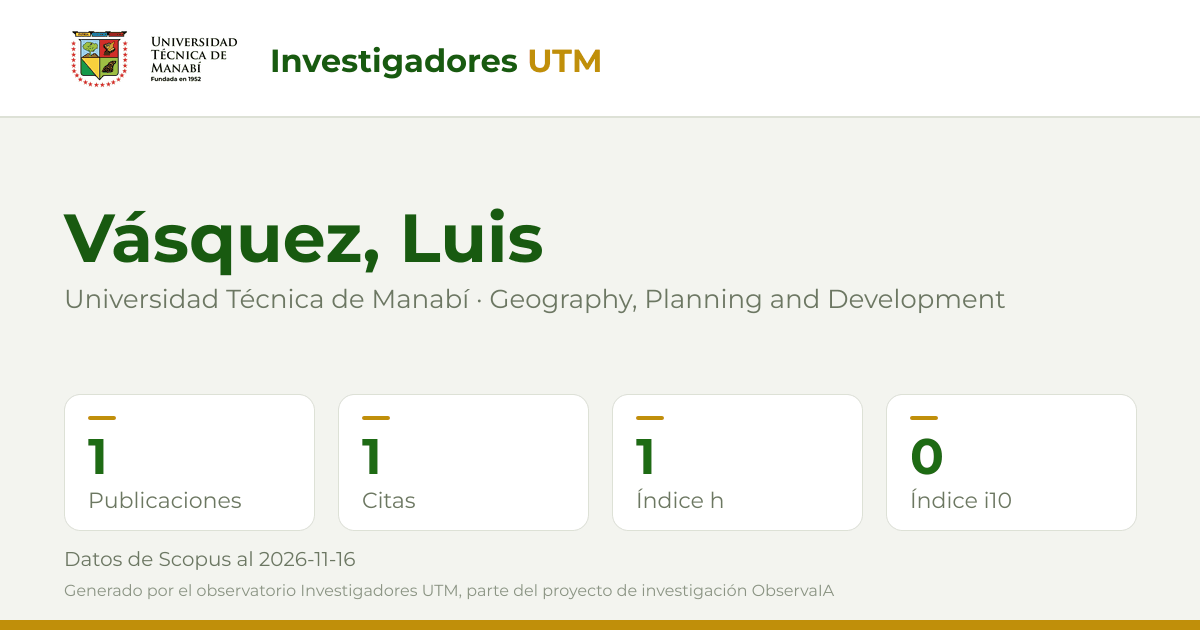 UNIVERSIDAD
TÉCNICA DE
MANABÍ
Fundada en 1952
Investigadores UTM
Vásquez, Luis
Universidad Técnica de Manabí · Geography, Planning and Development
1
Publicaciones
1
Citas
1
Índice h
0
Índice i10
Datos de Scopus al 2026-11-16
Generado por el observatorio Investigadores UTM, parte del proyecto de investigación ObservaIA